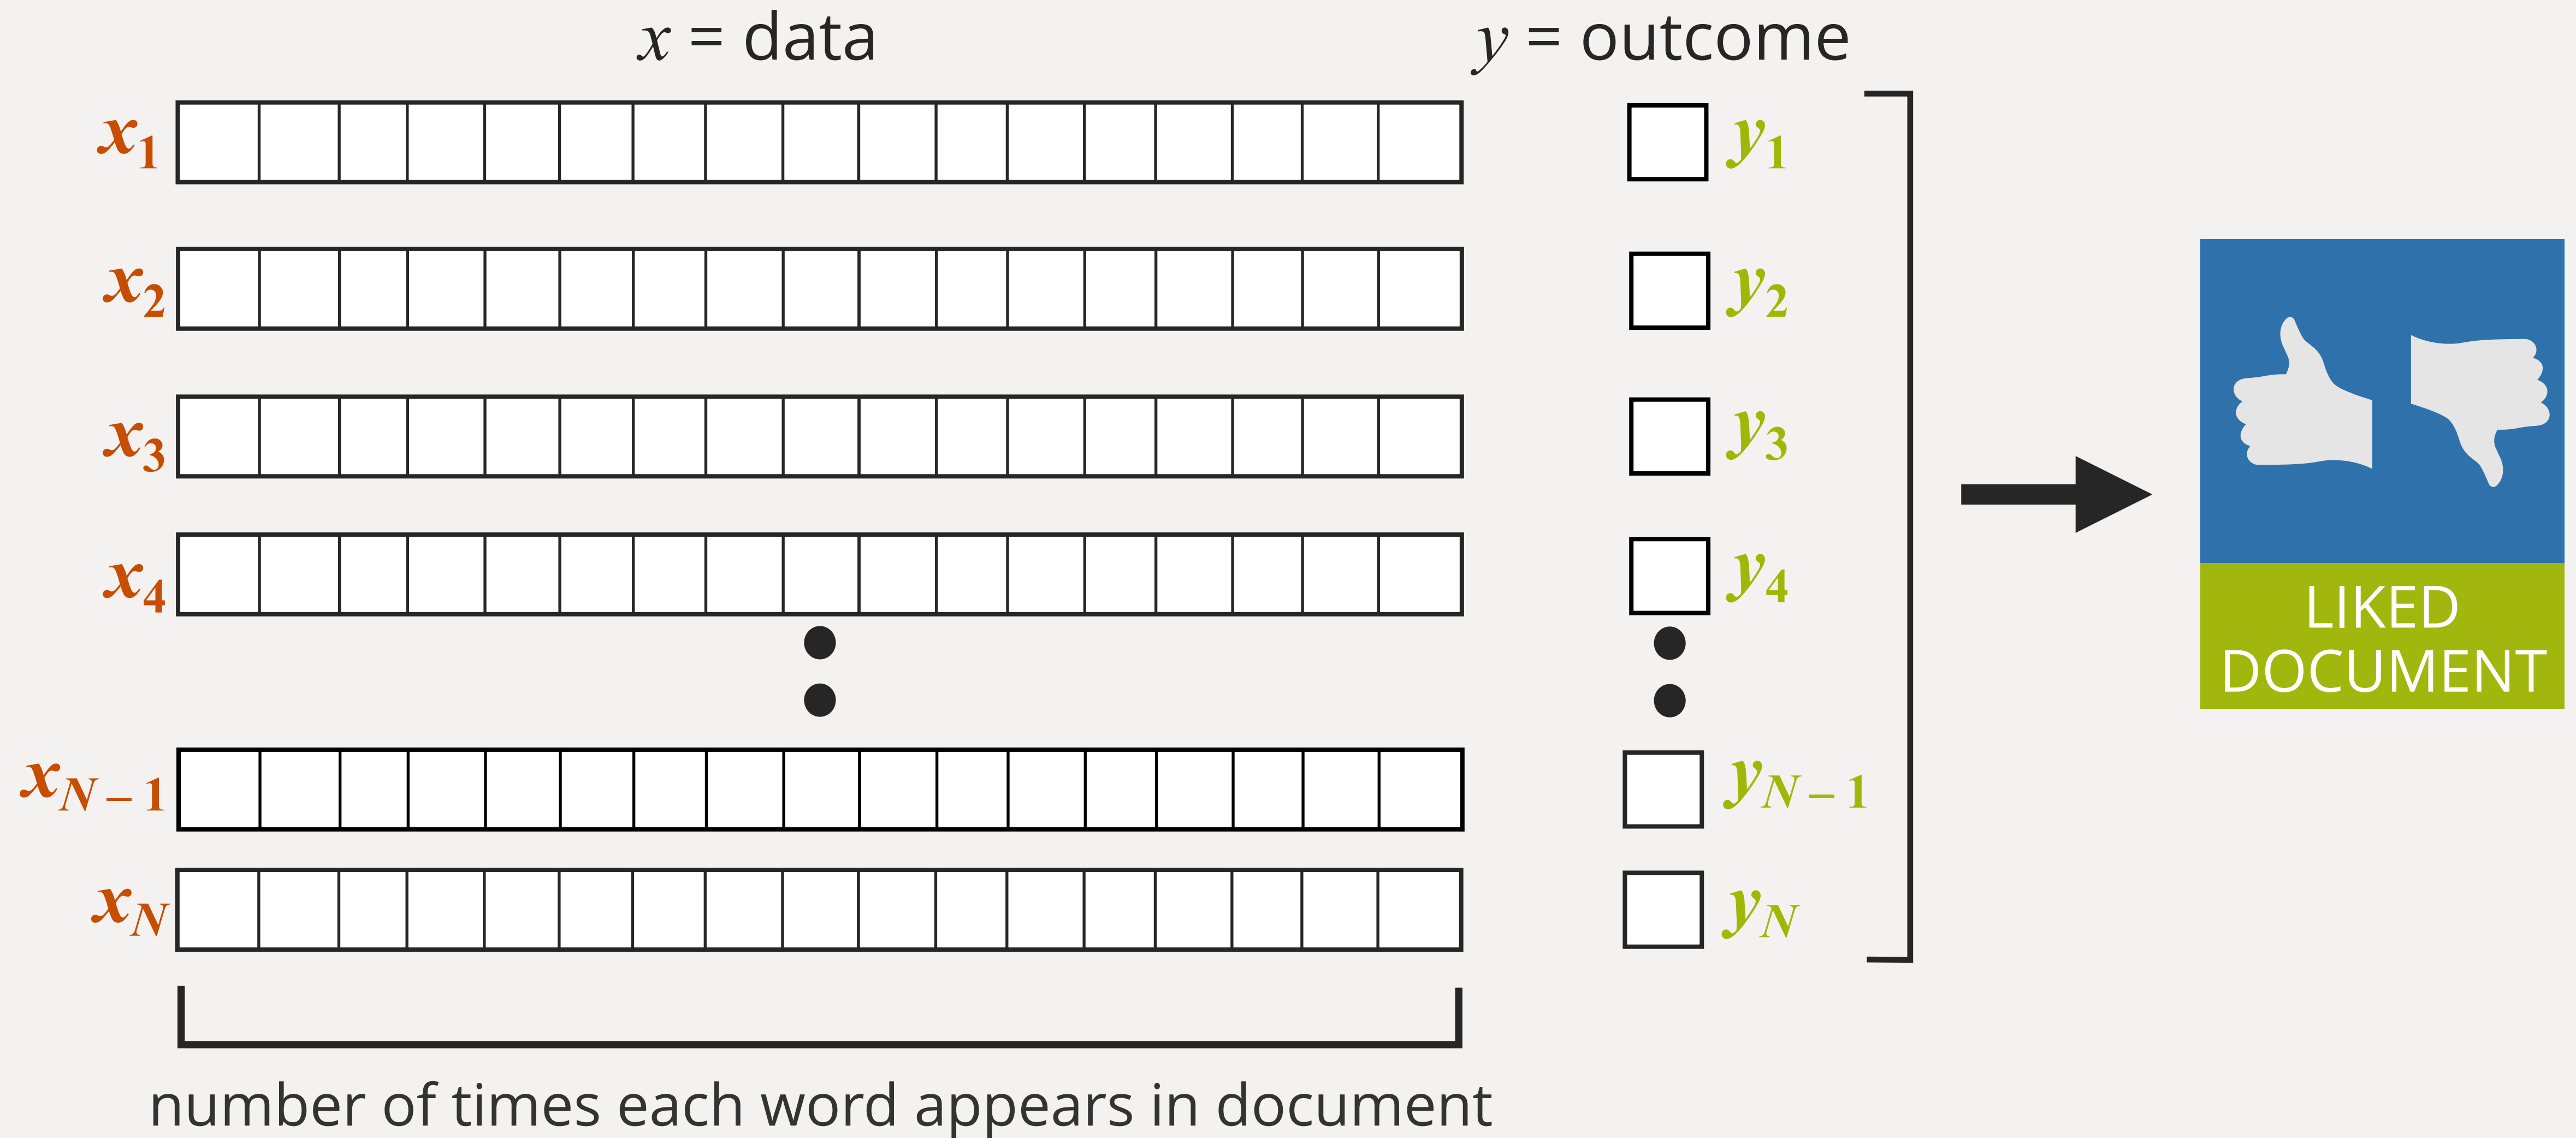 x = data y = outcome
x1 y1
x2 y2
x3 y3
x4 y4
LIKED
DOCUMENT
xN – 1 yN – 1
xN yN
number of times each word appears in document